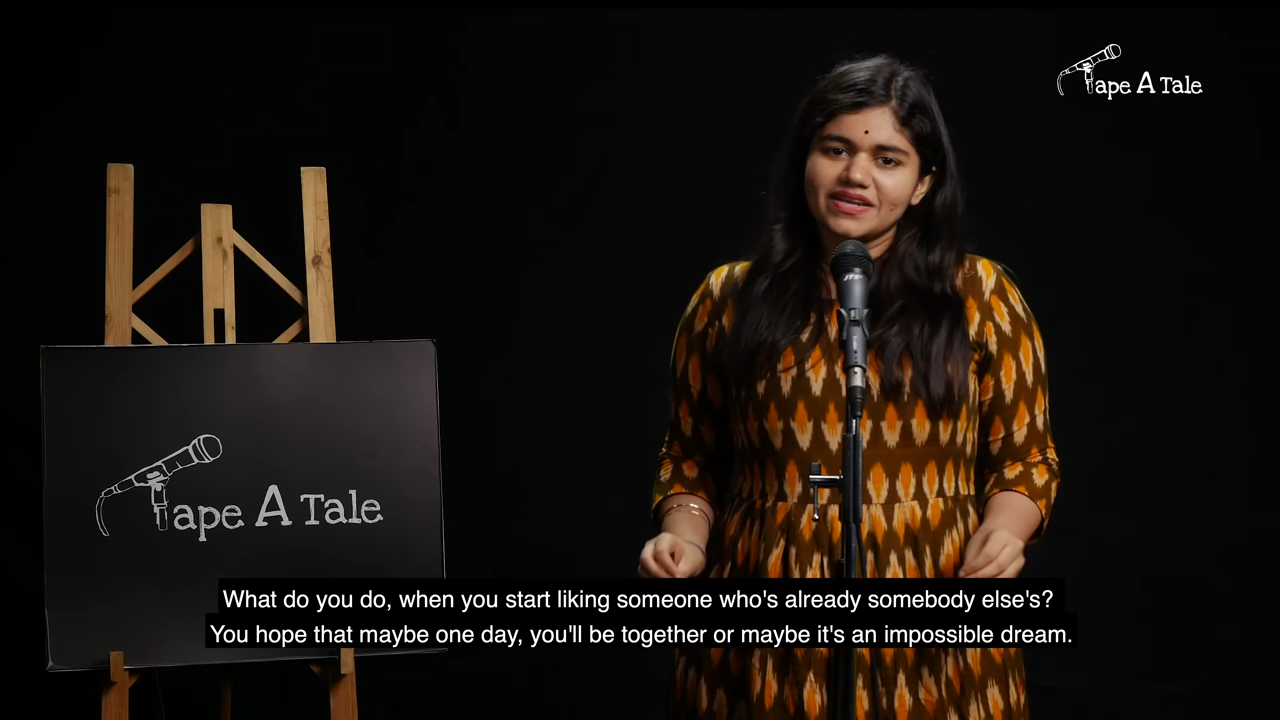 Tape A Tale
Tape A Tale
JTS
What do you do, when you start liking someone who's already somebody else's?
You hope that maybe one day, you'll be together or maybe it's an impossible dream.